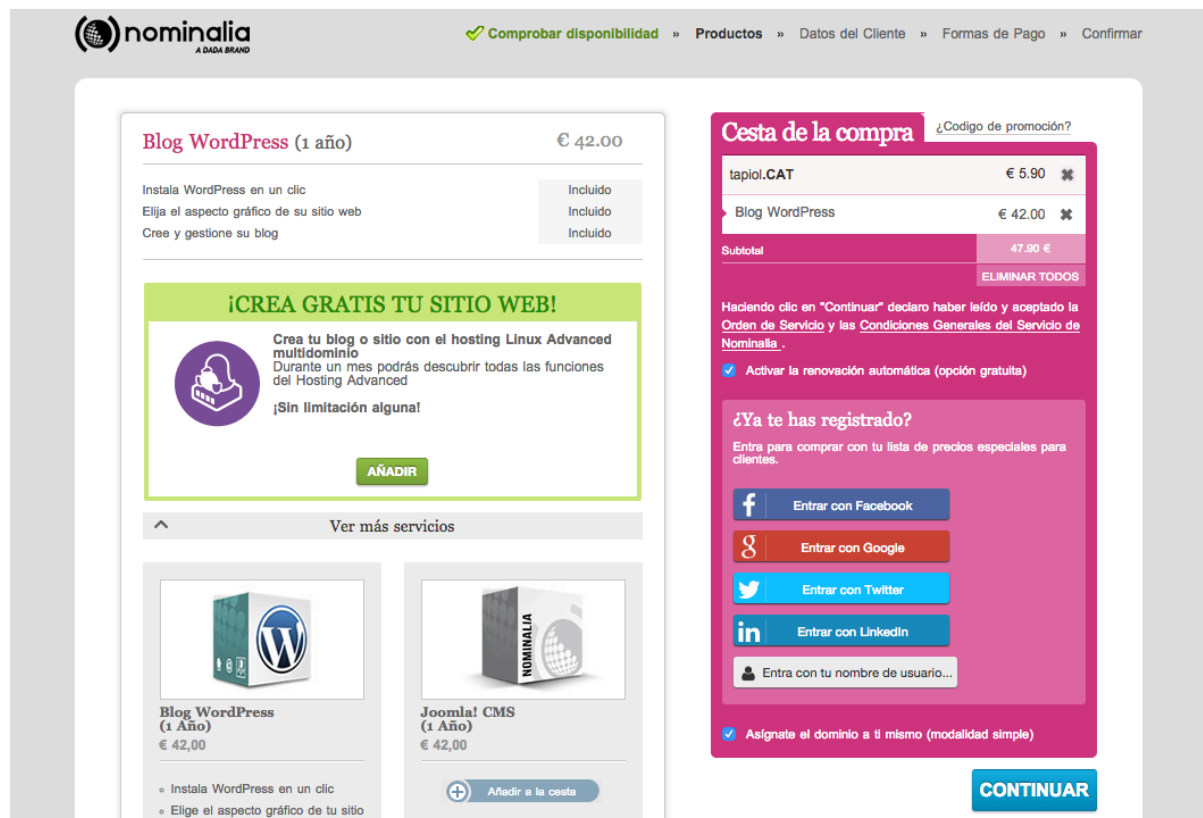 nominalia
A DADA BRAND
Comprobar disponibilidad » Productos » Datos del Cliente » Formas de Pago » Confirmar
Blog WordPress (1 año) € 42.00
Instala WordPress en un clic Incluido
Elija el aspecto gráfico de su sitio web Incluido
Cree y gestione su blog Incluido
¡CREA GRATIS TU SITIO WEB!
Crea tu blog o sitio con el hosting Linux Advanced
multidominio
Durante un mes podrás descubrir todas las funciones
del Hosting Advanced
¡Sin limitación alguna!
AÑADIR
Ver más servicios
Blog WordPress
(1 Año)
€ 42,00
Instala WordPress en un clic
Elige el aspecto gráfico de tu sitio
NOMINALIA
Joomla! CMS
(1 Año)
€ 42,00
Añadir a la cesta
Cesta de la compra
¿Codigo de promoción?
tapiol.CAT € 5.90
Blog WordPress € 42.00
Subtotal 47.90 €
ELIMINAR TODOS
Haciendo clic en "Continuar" declaro haber leído y aceptado la
Orden de Servicio y las Condiciones Generales del Servicio de
Nominalia .
Activar la renovación automática (opción gratuita)
¿Ya te has registrado?
Entra para comprar con tu lista de precios especiales para
clientes.
Entrar con Facebook
Entrar con Google
Entrar con Twitter
Entrar con LinkedIn
Entra con tu nombre de usuario...
Asígnate el dominio a ti mismo (modalidad simple)
CONTINUAR